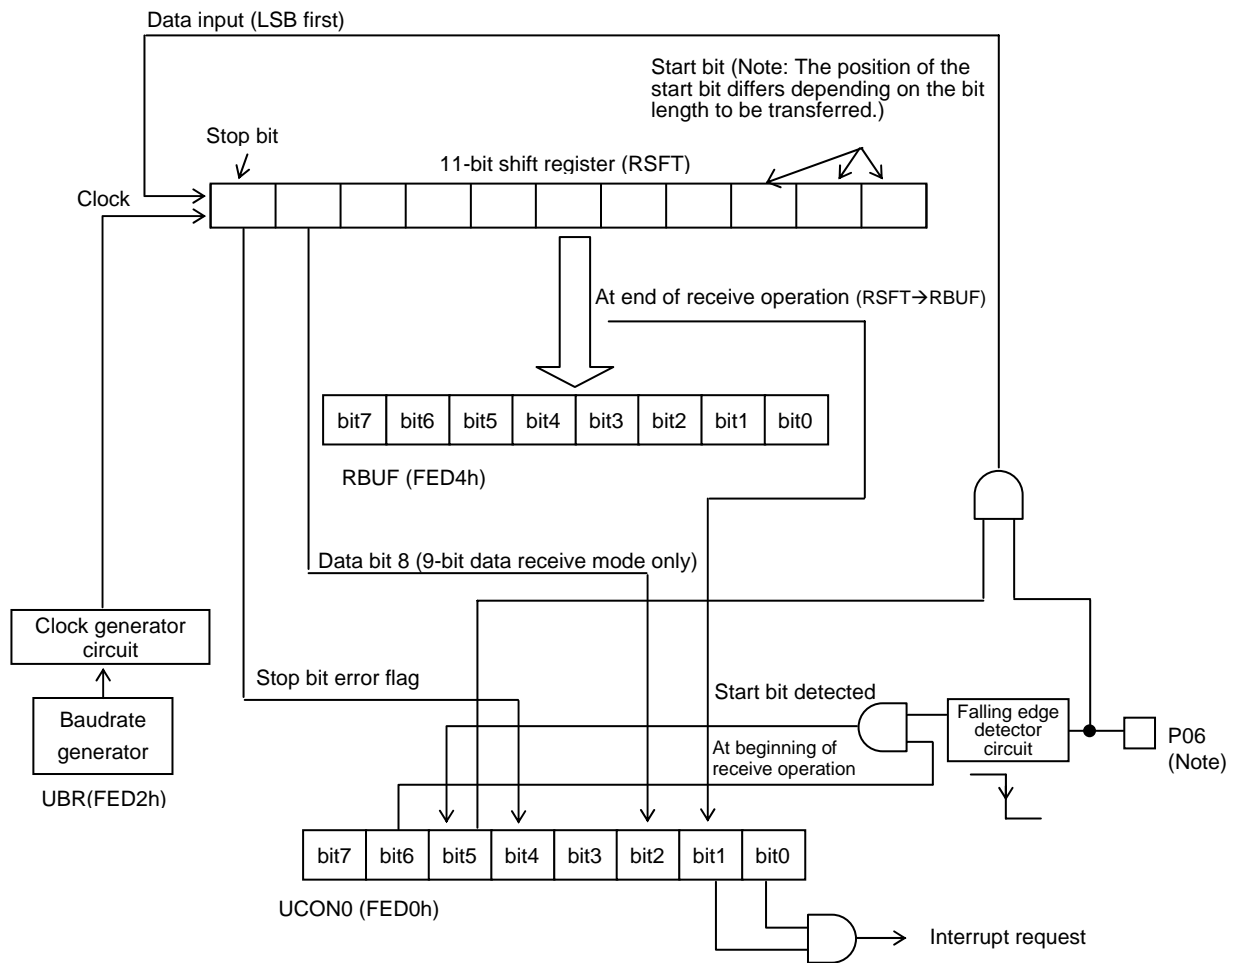 Data input (LSB first)
Start bit (Note: The position of the
start bit differs depending on the bit
length to be transferred.)
Stop bit
11-bit shift register (RSFT)
Clock
At end of receive operation (RSFT→RBUF)
bit7 bit6 bit5 bit4 bit3 bit2 bit1 bit0
RBUF (FED4h)
Data bit 8 (9-bit data receive mode only)
Clock generator
circuit
Stop bit error flag
Start bit detected
Baudrate
generator
Falling edge
detector
circuit
P06
(Note)
At beginning of
receive operation
UBR(FED2h)
bit7 bit6 bit5 bit4 bit3 bit2 bit1 bit0
UCON0 (FED0h)
Interrupt request